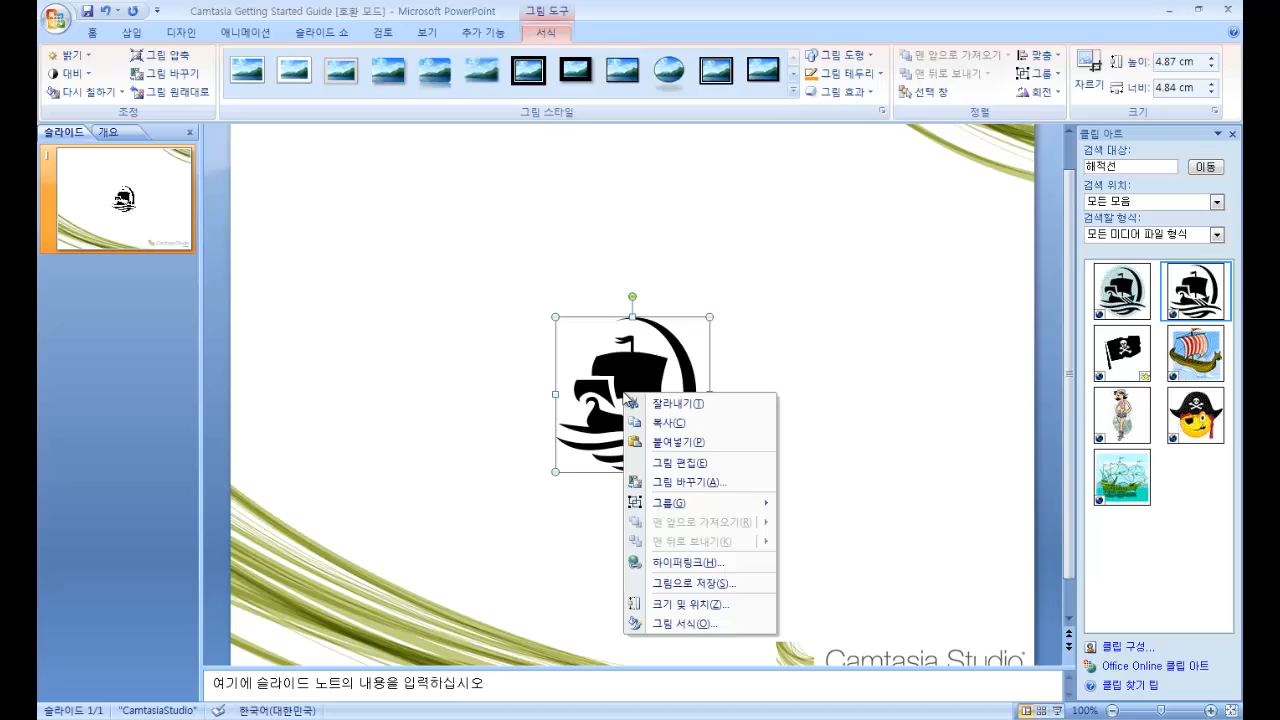 Camtasia Getting Started Guide [호환 모드] - Microsoft PowerPoint
그림 도구
홈 삽입 디자인 애니메이션 슬라이드 쇼 검토 보기 추가 기능 서식
밝기
대비
다시 칠하기
그림 압축
그림 바꾸기
그림 원래대로
조정
그림 도형
그림 테두리
그림 효과
그림 스타일
맨 앞으로 가져오기
맨 뒤로 보내기
선택 창
맞춤
그룹
회전
정렬
자르기
높이: 4.87 cm
너비: 4.84 cm
크기
슬라이드 개요
1
잘라내기(T)
복사(C)
붙여넣기(P)
그림 편집(E)
그림 바꾸기(A)...
그룹(G)
맨 앞으로 가져오기(R)
맨 뒤로 보내기(K)
하이퍼링크(H)...
그림으로 저장(S)...
크기 및 위치(Z)...
그림 서식(O)...
Camtasia Studio
여기에 슬라이드 노트의 내용을 입력하십시오
클립 아트
검색 대상:
해적선
이동
검색 위치:
모든 모음
검색할 형식:
모든 미디어 파일 형식
클립 구성...
Office Online 클립 아트
클립 찾기 팁
슬라이드 1/1 "CamtasiaStudio" 한국어(대한민국) 100%